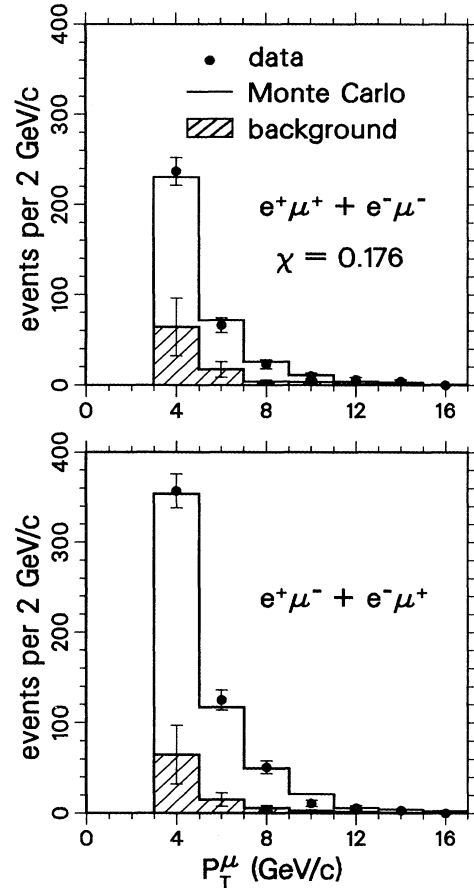 400
300
200
100
0
events per 2 GeV/c
data
Monte Carlo
background
e⁺μ⁺ + e⁻μ⁻
χ = 0.176
0 4 8 12 16
400
300
200
100
0
events per 2 GeV/c
e⁺μ⁻ + e⁻μ⁺
0 4 8 12 16
P_T^μ (GeV/c)